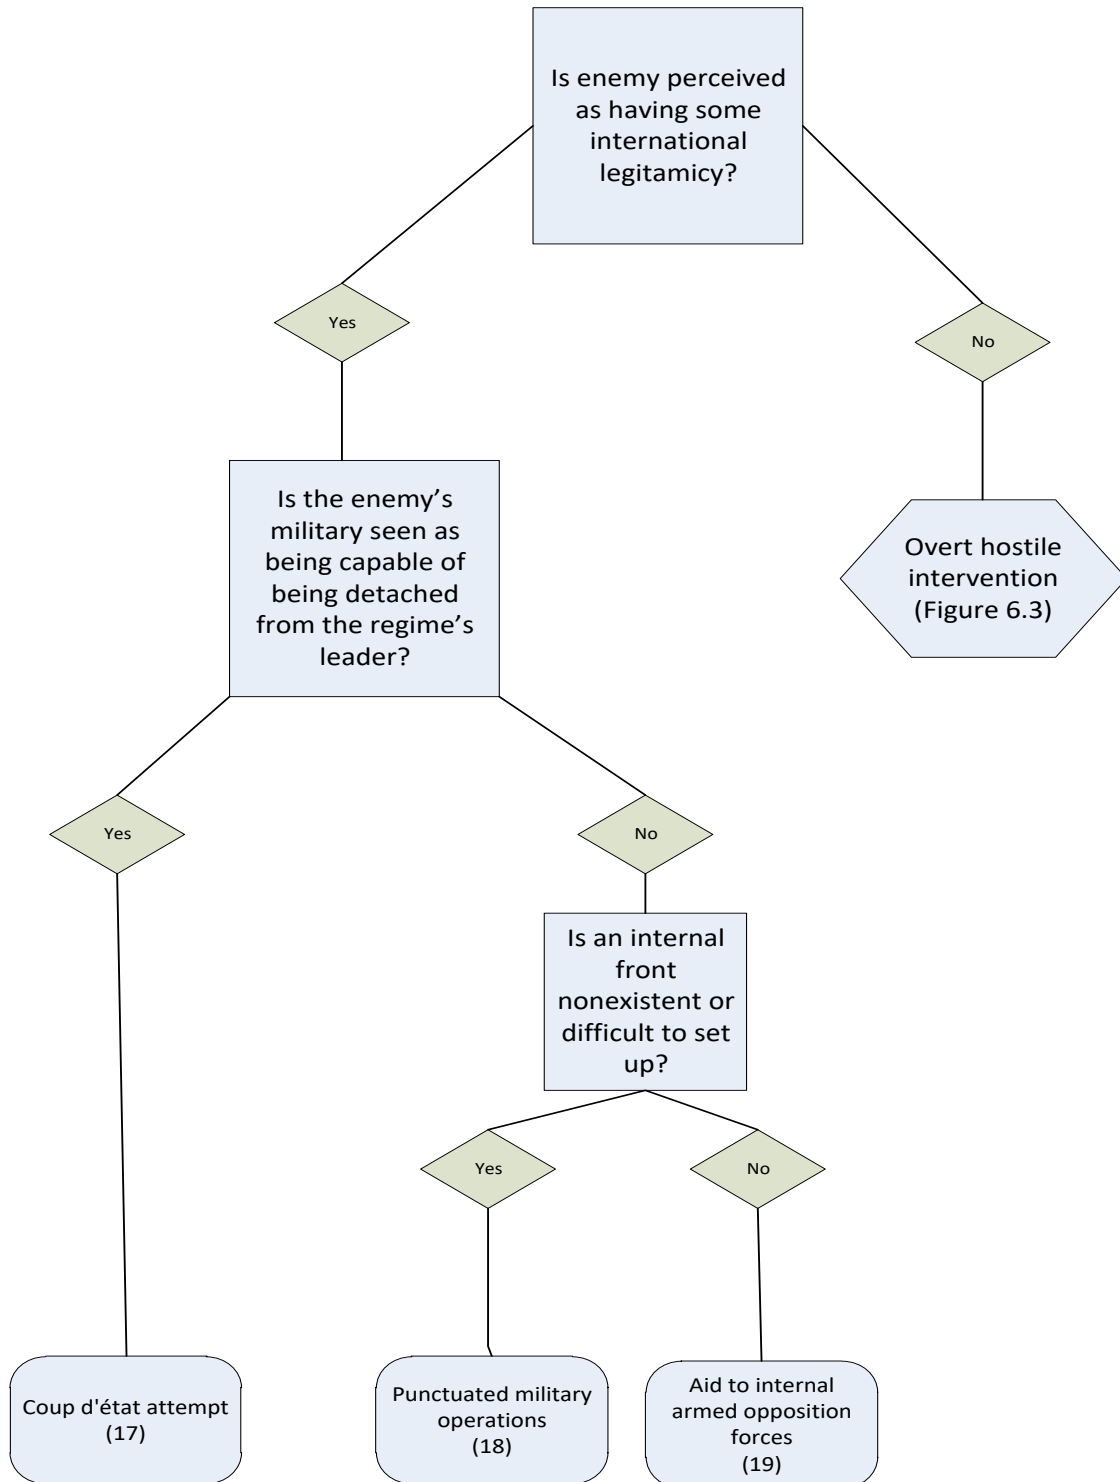 Is enemy perceived
as having some
international
legitamicy?
Yes
No
Is the enemy’s
military seen as
being capable of
being detached
from the regime’s
leader?
Overt hostile
intervention
(Figure 6.3)
Yes
No
Is an internal
front
nonexistent or
difficult to set
up?
Yes
No
Coup d'état attempt
(17)
Punctuated military
operations
(18)
Aid to internal
armed opposition
forces
(19)